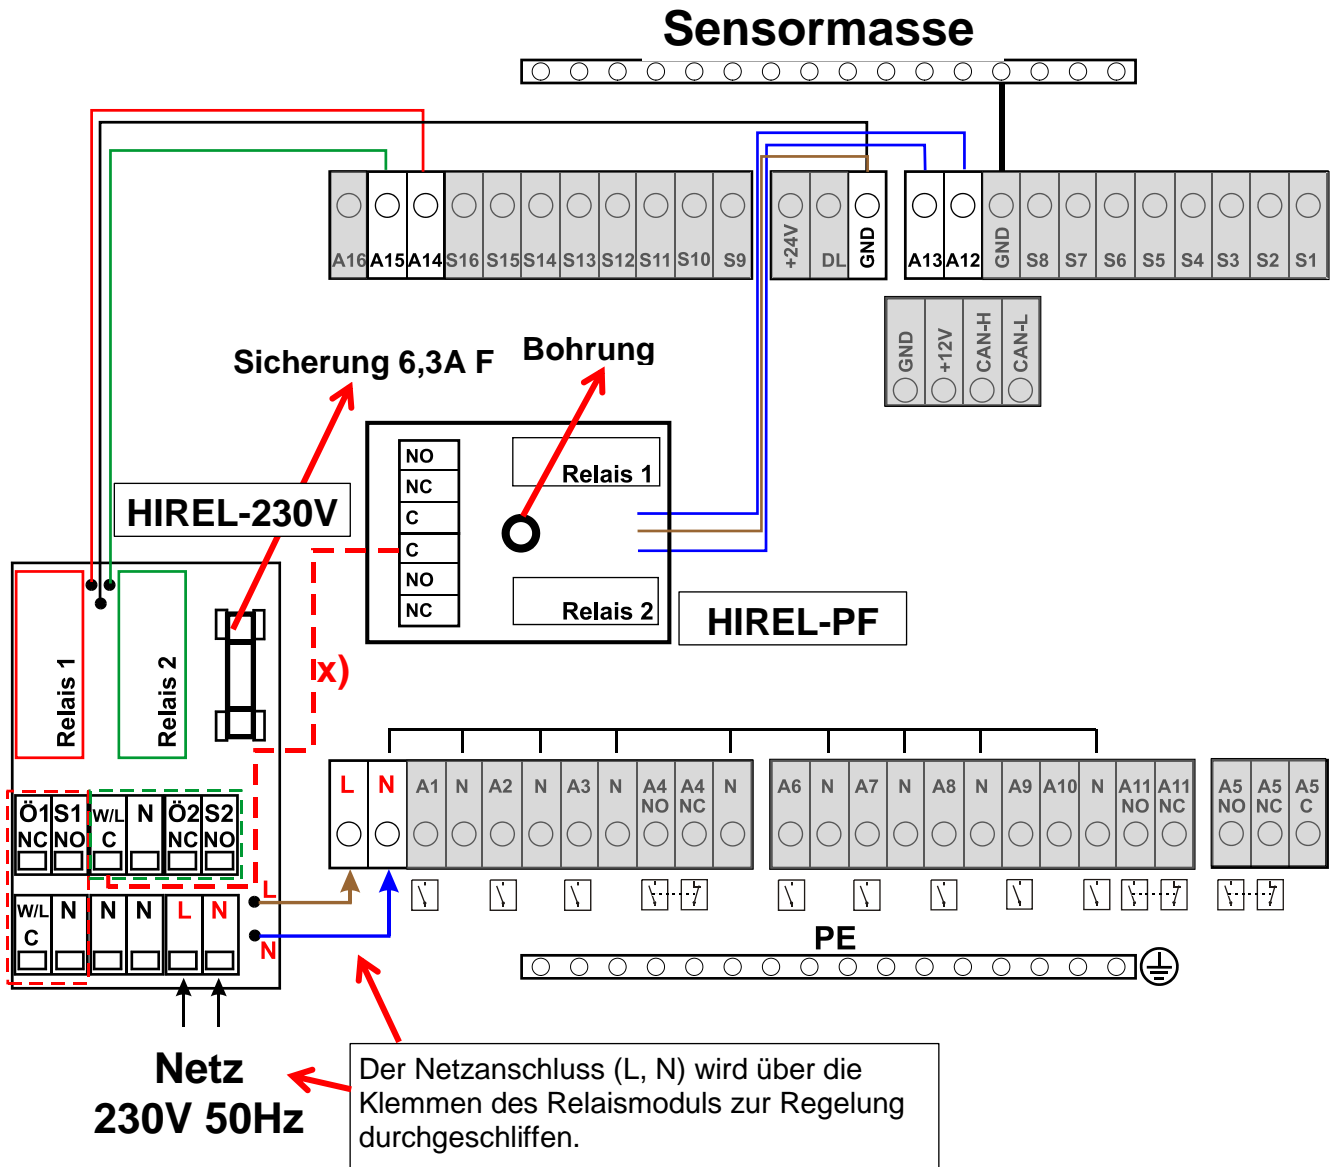 Sensormasse
A16 A15 A14 S16 S15 S14 S13 S12 S11 S10 S9
+24V DL GND
A13 A12 GND S8 S7 S6 S5 S4 S3 S2 S1
GND +12V CAN-H CAN-L
Sicherung 6,3A F
Bohrung
HIREL-230V
NO
NC
C
C
NO
NC
Relais 1
Relais 2
HIREL-PF
Relais 1
Relais 2
x)
L N A1 N A2 N A3 N A4 A4 N
NO NC
A6 N A7 N A8 N A9 A10 N A11 A11
NO NC
A5 A5 A5
NO NC C
Ö1 S1 W/L N Ö2 S2
NC NO C NC NO
W/L N N N L N
C
L
N
PE
Netz
230V 50Hz
Der Netzanschluss (L, N) wird über die
Klemmen des Relaismoduls zur Regelung
durchgeschliffen.